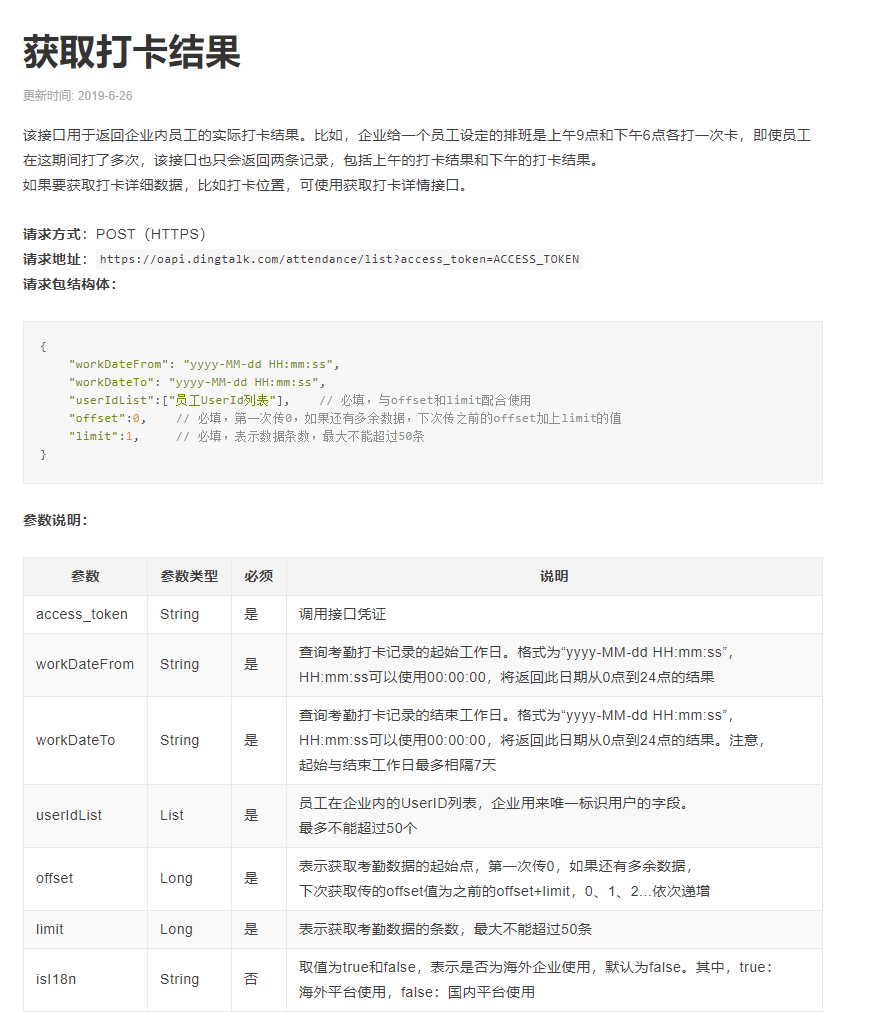 获取打卡结果
更新时间: 2019-6-26
该接口用于返回企业内员工的实际打卡结果。比如，企业给一个员工设定的排班是上午9点和下午6点各打一次卡，即使员工
在这期间打了多次，该接口也只会返回两条记录，包括上午的打卡结果和下午的打卡结果。
如果要获取打卡详细数据，比如打卡位置，可使用获取打卡详情接口。
请求方式：POST（HTTPS）
请求地址：https://oapi.dingtalk.com/attendance/list?access_token=ACCESS_TOKEN
请求包结构体：
{
"workDateFrom": "yyyy-MM-dd HH:mm:ss",
"workDateTo": "yyyy-MM-dd HH:mm:ss",
"userIdList":["员工UserId列表"],    // 必填，与offset和limit配合使用
"offset":0,    // 必填，第一次传0，如果还有多余数据，下次传之前的offset加上limit的值
"limit":1,     // 必填，表示数据条数，最大不能超过50条
}
参数说明：
参数 参数类型 必须 说明
access_token String 是 调用接口凭证
workDateFrom String 是 查询考勤打卡记录的起始工作日。格式为“yyyy-MM-dd HH:mm:ss”，
HH:mm:ss可以使用00:00:00，将返回此日期从0点到24点的结果
workDateTo String 是 查询考勤打卡记录的结束工作日。格式为“yyyy-MM-dd HH:mm:ss”，
HH:mm:ss可以使用00:00:00，将返回此日期从0点到24点的结果。注意，
起始与结束工作日最多相隔7天
userIdList List 是 员工在企业内的UserID列表，企业用来唯一标识用户的字段。
最多不能超过50个
offset Long 是 表示获取考勤数据的起始点，第一次传0，如果还有多余数据，
下次获取传的offset值为之前的offset+limit，0、1、2...依次递增
limit Long 是 表示获取考勤数据的条数，最大不能超过50条
isI18n String 否 取值为true和false，表示是否为海外企业使用，默认为false。其中，true：
海外平台使用，false：国内平台使用